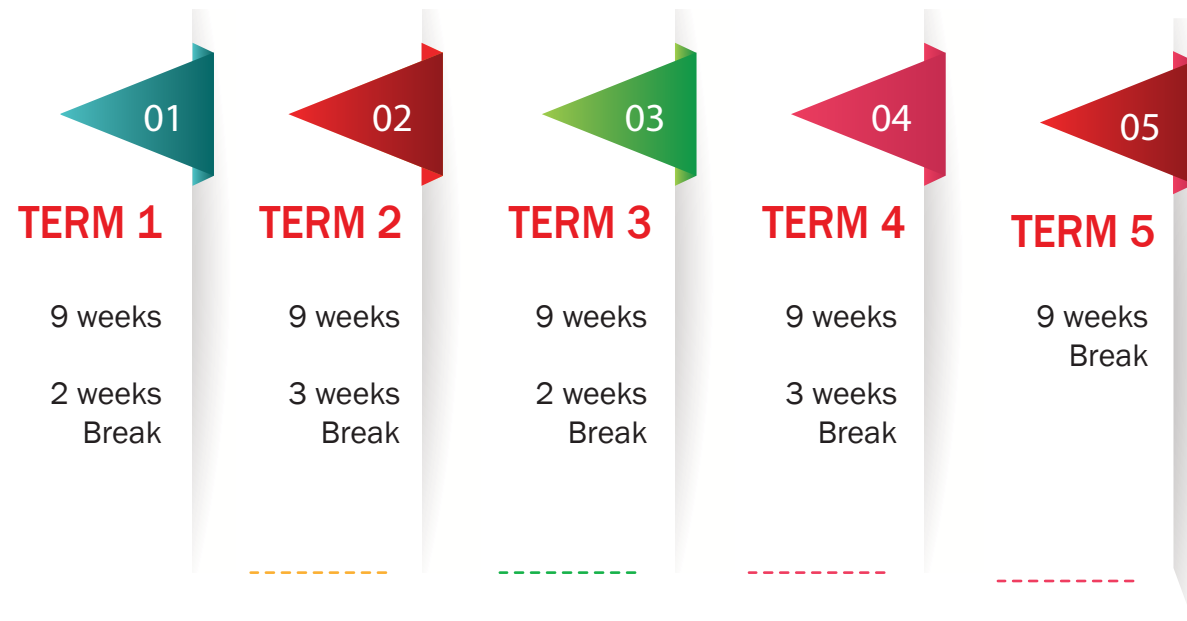 01
TERM 1
9 weeks
2 weeks
Break
02
TERM 2
9 weeks
3 weeks
Break
03
TERM 3
9 weeks
2 weeks
Break
04
TERM 4
9 weeks
3 weeks
Break
05
TERM 5
9 weeks
Break